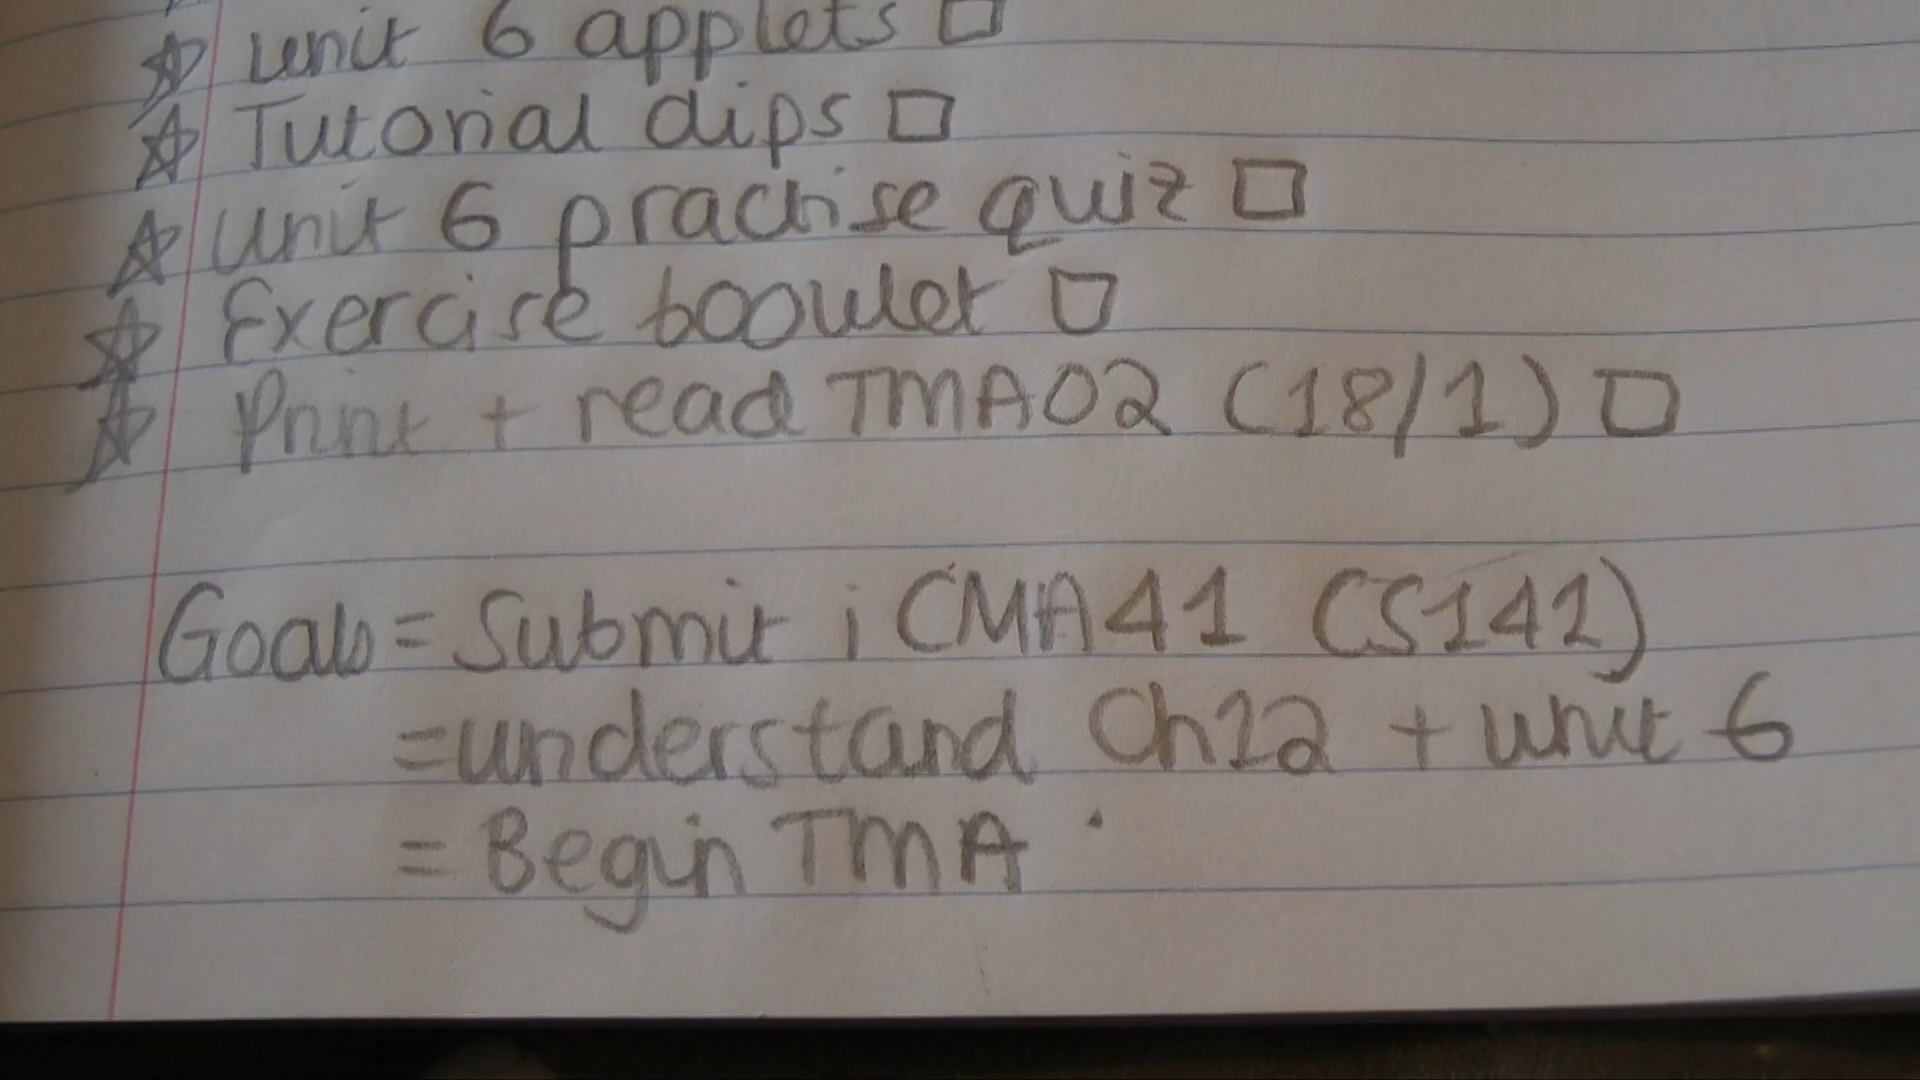 ☆ Unit 6 applets □
☆ Tutorial clips □
☆ Unit 6 practise quiz □
☆ Exercise booklet □
☆ Print + read TMA02 (18/1) □
Goals = Submit iCMA41 (S141)
= understand Ch12 + unit 6
= Begin TMA